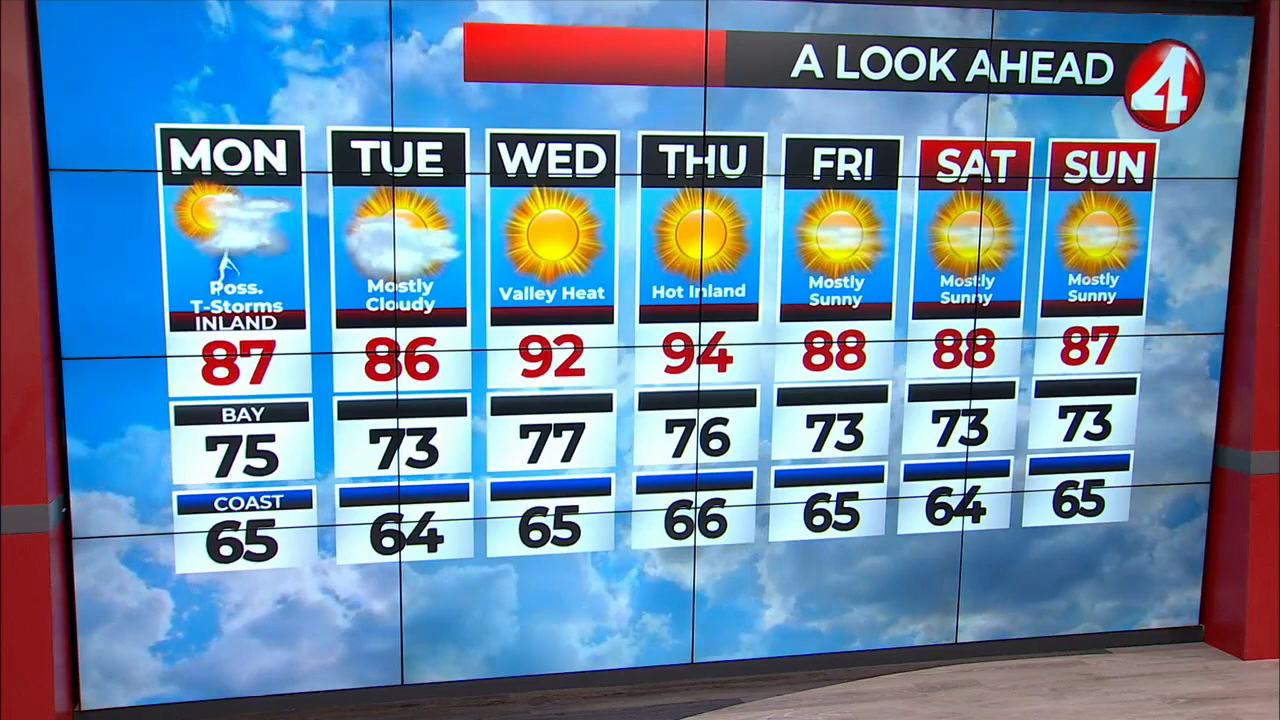 A LOOK AHEAD
4
MON TUE WED THU FRI SAT SUN
Poss.
T-Storms
Mostly
Cloudy
Valley Heat
Hot Inland
Mostly
Sunny
Mostly
Sunny
Mostly
Sunny
INLAND
87 86 92 94 88 88 87
BAY
75 73 77 76 73 73 73
COAST
65 64 65 66 65 64 65